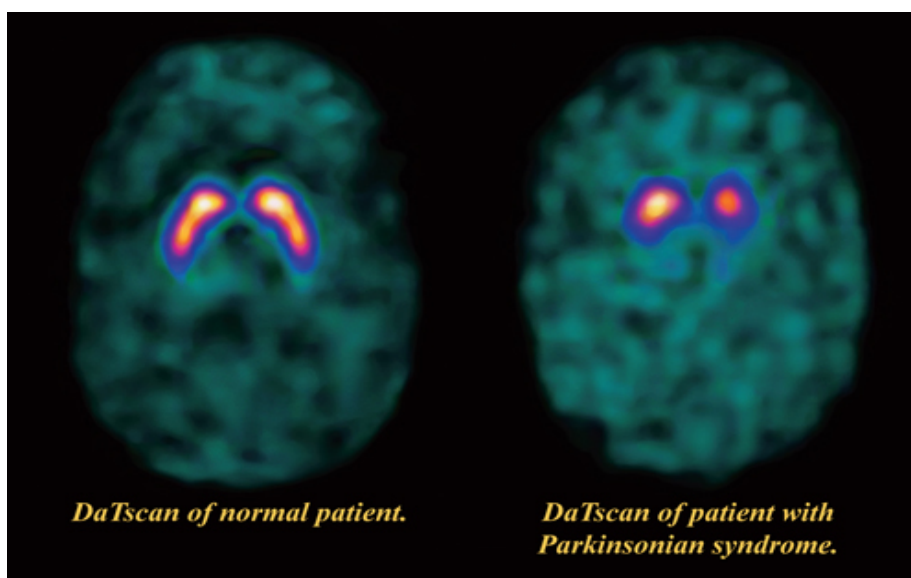 DaTscan of normal patient.
DaTscan of patient with
Parkinsonian syndrome.